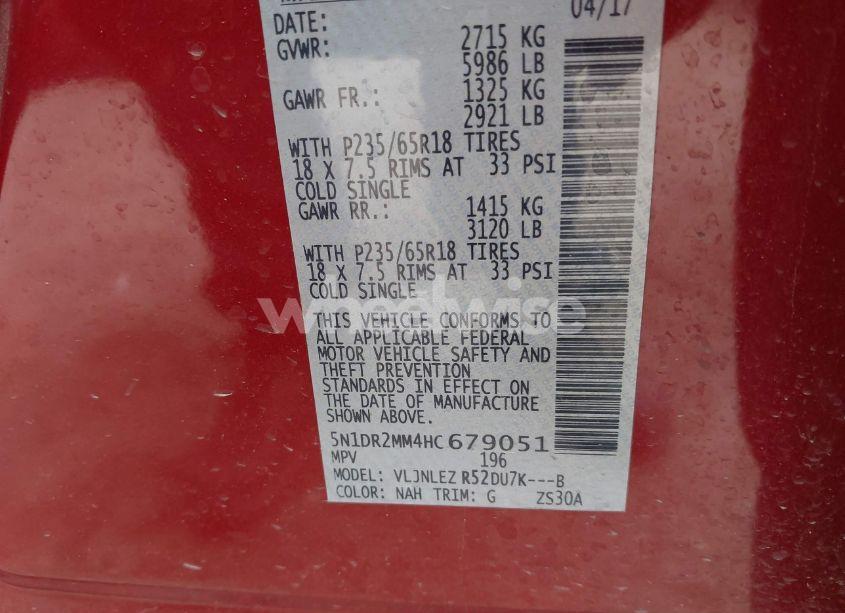 DATE: 04/17
GVWR: 2715 KG
5986 LB
GAWR FR.: 1325 KG
2921 LB
WITH P235/65R18 TIRES
18 X 7.5 RIMS AT 33 PSI
COLD SINGLE
GAWR RR.: 1415 KG
3120 LB
WITH P235/65R18 TIRES
18 X 7.5 RIMS AT 33 PSI
COLD SINGLE
wheelwise
THIS VEHICLE CONFORMS TO
ALL APPLICABLE FEDERAL
MOTOR VEHICLE SAFETY AND
THEFT PREVENTION
STANDARDS IN EFFECT ON
THE DATE OF MANUFACTURE
SHOWN ABOVE.
5N1DR2MM4HC679051
MPV 196
MODEL: VLJNLEZ R52DU7K---B
COLOR: NAH TRIM: G ZS30A